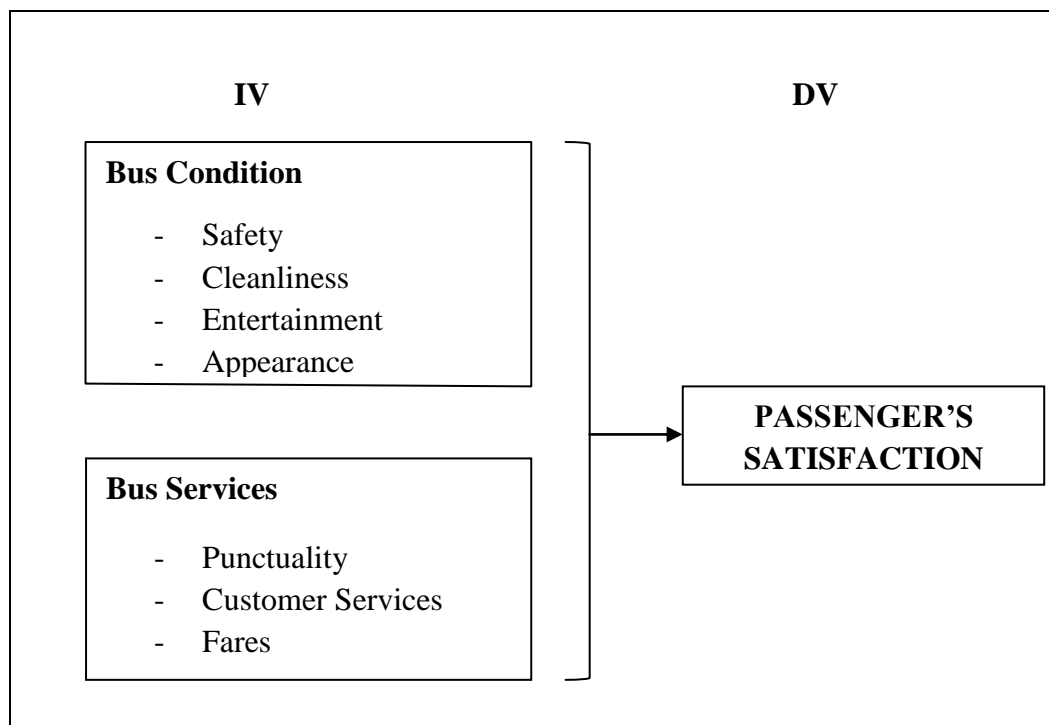 IV
DV
Bus Condition
- Safety
- Cleanliness
- Entertainment
- Appearance
PASSENGER’S
SATISFACTION
Bus Services
- Punctuality
- Customer Services
- Fares